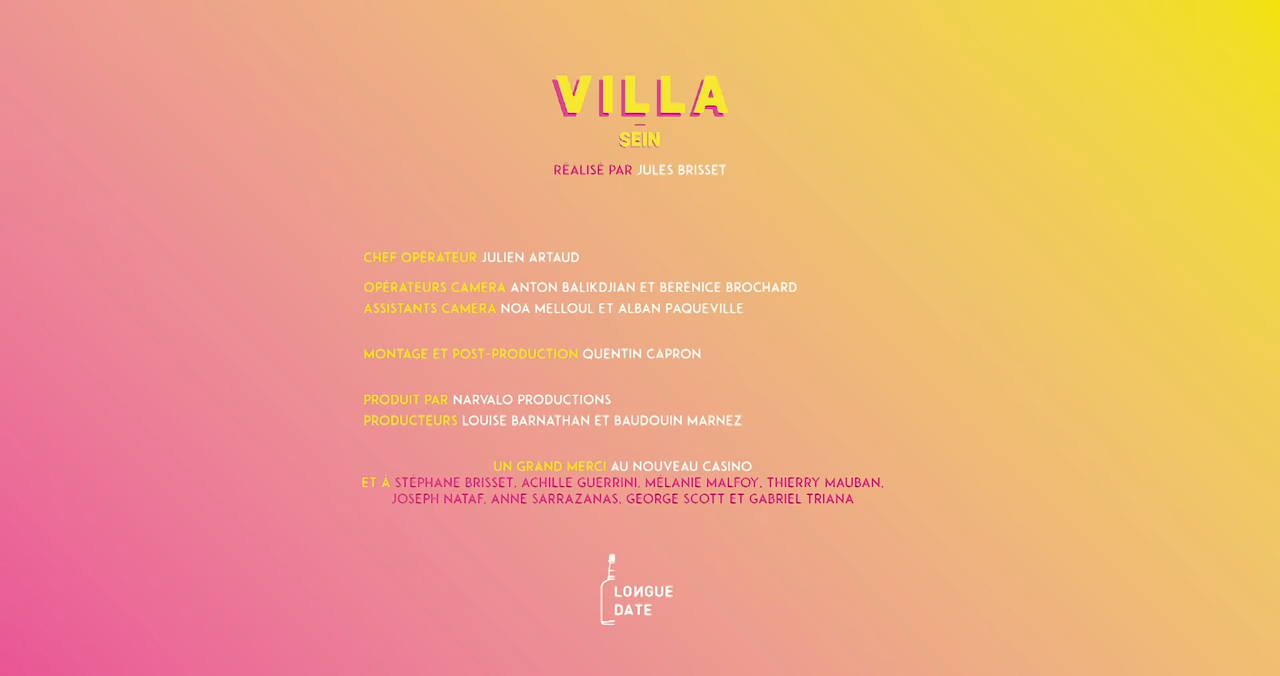 VILLA
SEIN
RÉALISÉ PAR JULES BRISSET
CHEF OPÉRATEUR JULIEN ARTAUD
OPÉRATEURS CAMÉRA ANTON BALIKDJIAN ET BÉRÉNICE BROCHARD
ASSISTANTS CAMÉRA NOA MELLOUL ET ALBAN PAQUEVILLE
MONTAGE ET POST-PRODUCTION QUENTIN CAPRON
PRODUIT PAR NARVALO PRODUCTIONS
PRODUCTEURS LOUISE BARNATHAN ET BAUDOUIN MARNEZ
UN GRAND MERCI AU NOUVEAU CASINO
ET À STÉPHANE BRISSET, ACHILLE GUERRINI, MÉLANIE MALFOY, THIERRY MAUBAN,
JOSEPH NATAF, ANNE SARRAZANAS, GEORGE SCOTT ET GABRIEL TRIANA
LONGUE
DATE